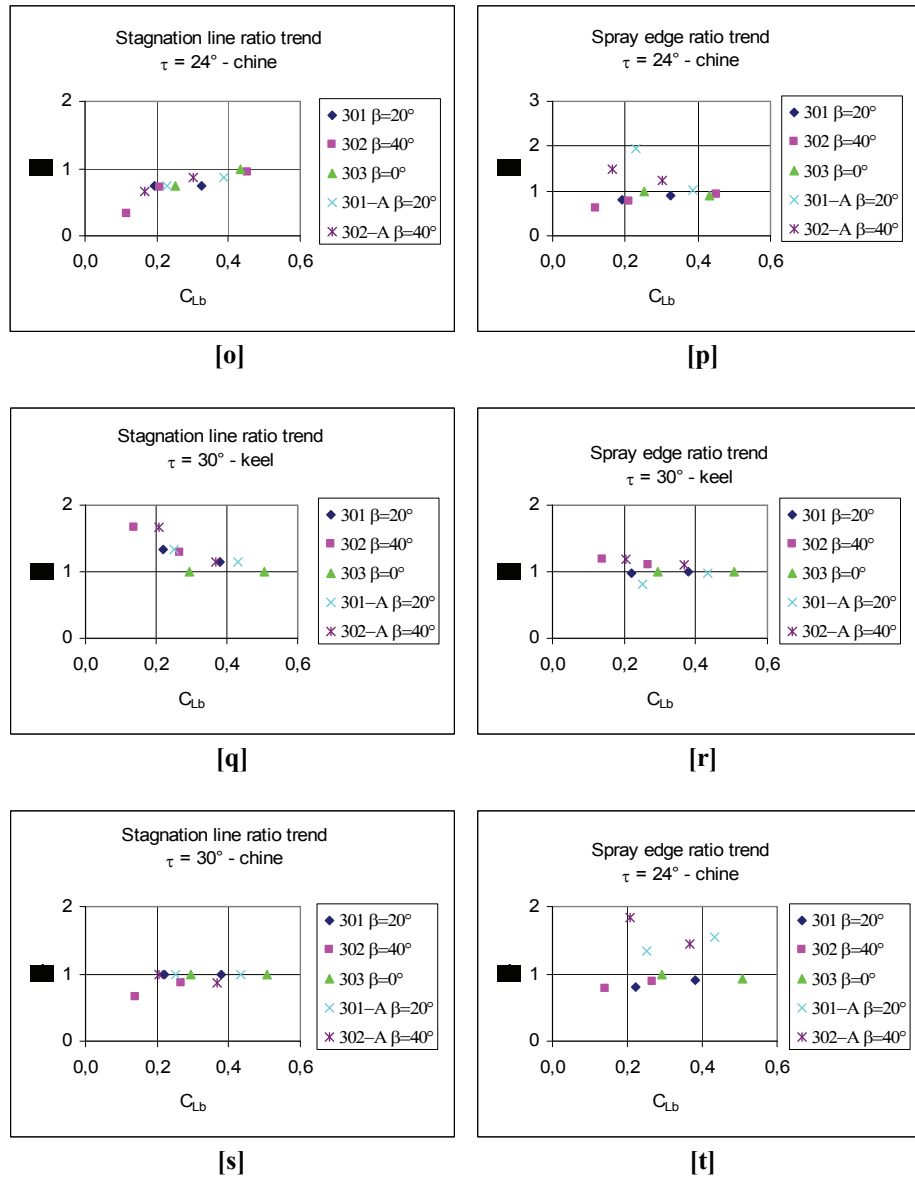 Stagnation line ratio trend
τ = 24° - chine
2
1
0
0,0 0,2 0,4 0,6
C_Lb
301 β=20°
302 β=40°
303 β=0°
301–A β=20°
302–A β=40°
[o]
Spray edge ratio trend
τ = 24° - chine
3
2
1
0
0,0 0,2 0,4 0,6
C_Lb
301 β=20°
302 β=40°
303 β=0°
301–A β=20°
302–A β=40°
[p]
Stagnation line ratio trend
τ = 30° - keel
2
1
0
0,0 0,2 0,4 0,6
C_Lb
301 β=20°
302 β=40°
303 β=0°
301–A β=20°
302–A β=40°
[q]
Spray edge ratio trend
τ = 30° - keel
2
1
0
0,0 0,2 0,4 0,6
C_Lb
301 β=20°
302 β=40°
303 β=0°
301–A β=20°
302–A β=40°
[r]
Stagnation line ratio trend
τ = 30° - chine
2
1
0
0,0 0,2 0,4 0,6
C_Lb
301 β=20°
302 β=40°
303 β=0°
301–A β=20°
302–A β=40°
[s]
Spray edge ratio trend
τ = 24° - chine
2
1
0
0,0 0,2 0,4 0,6
C_Lb
301 β=20°
302 β=40°
303 β=0°
301–A β=20°
302–A β=40°
[t]